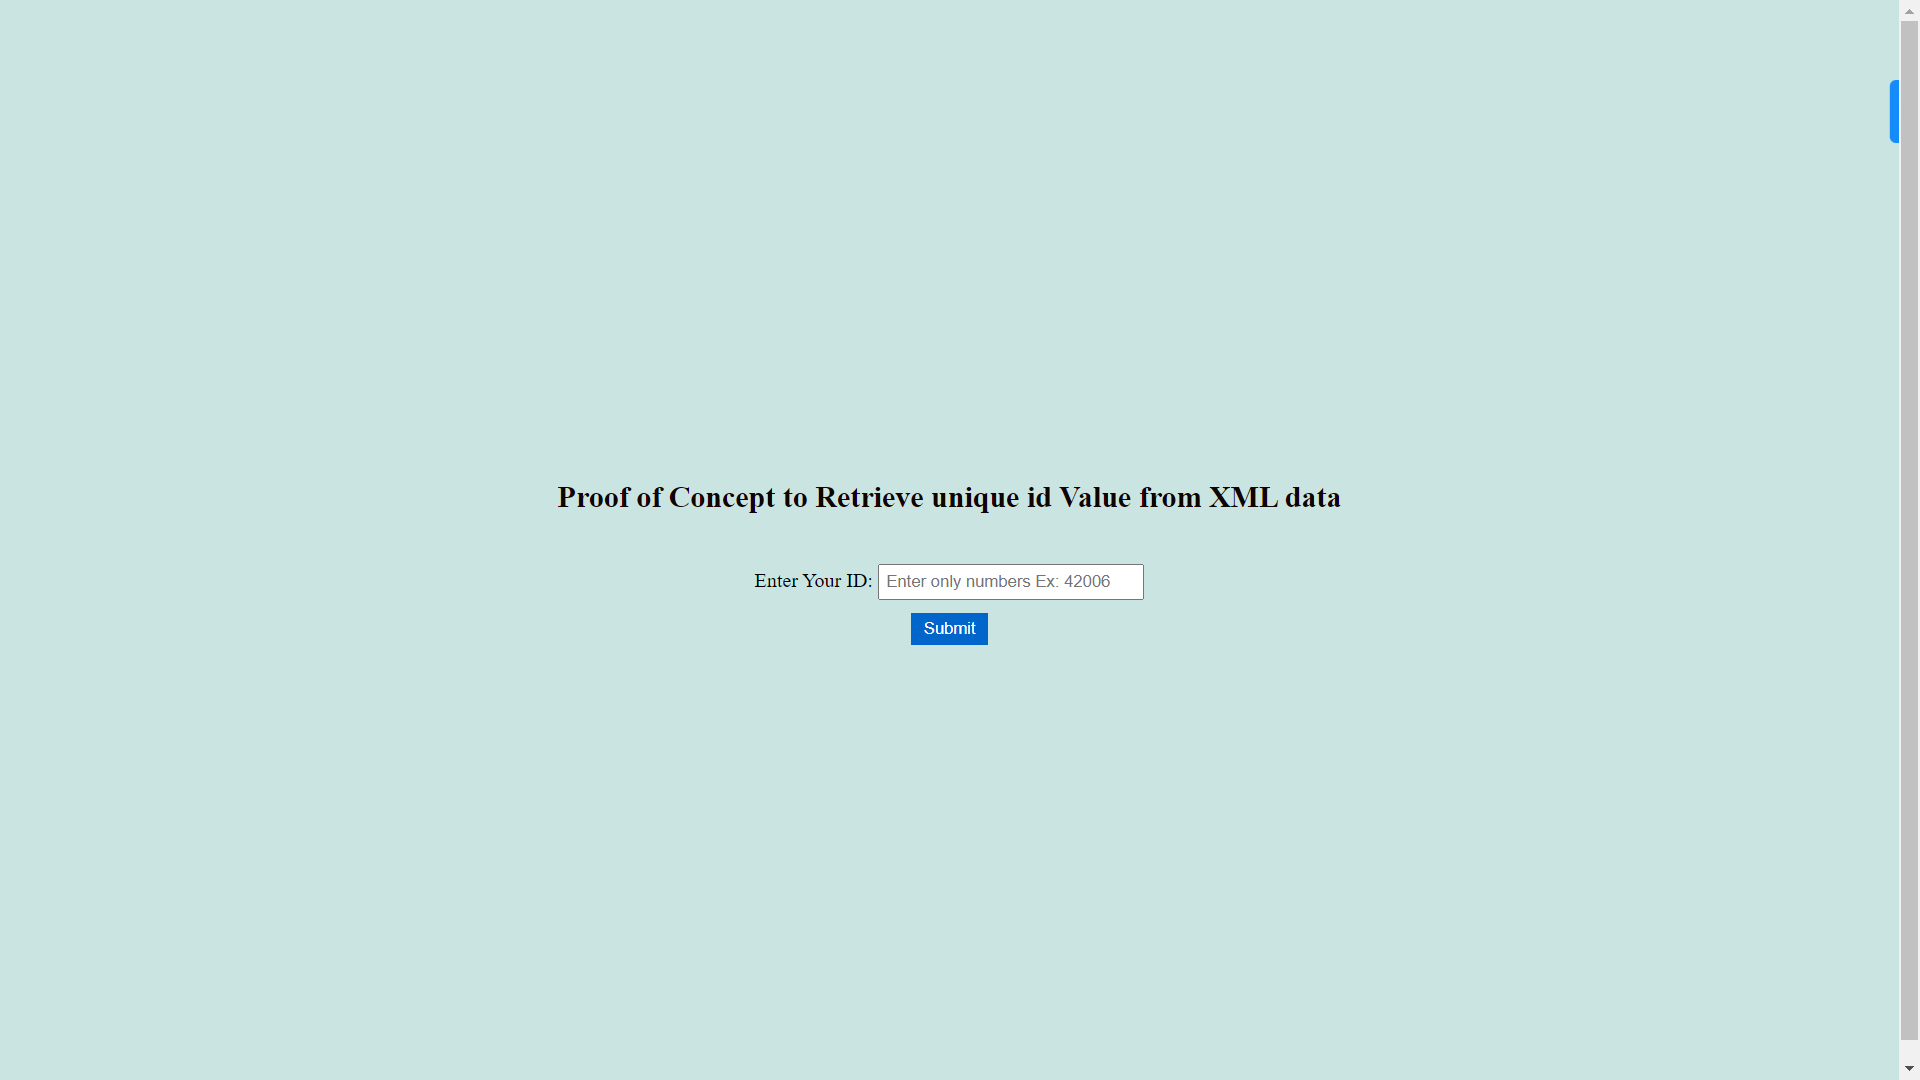 Proof of Concept to Retrieve unique id Value from XML data
Enter Your ID: Enter only numbers Ex: 42006
Submit